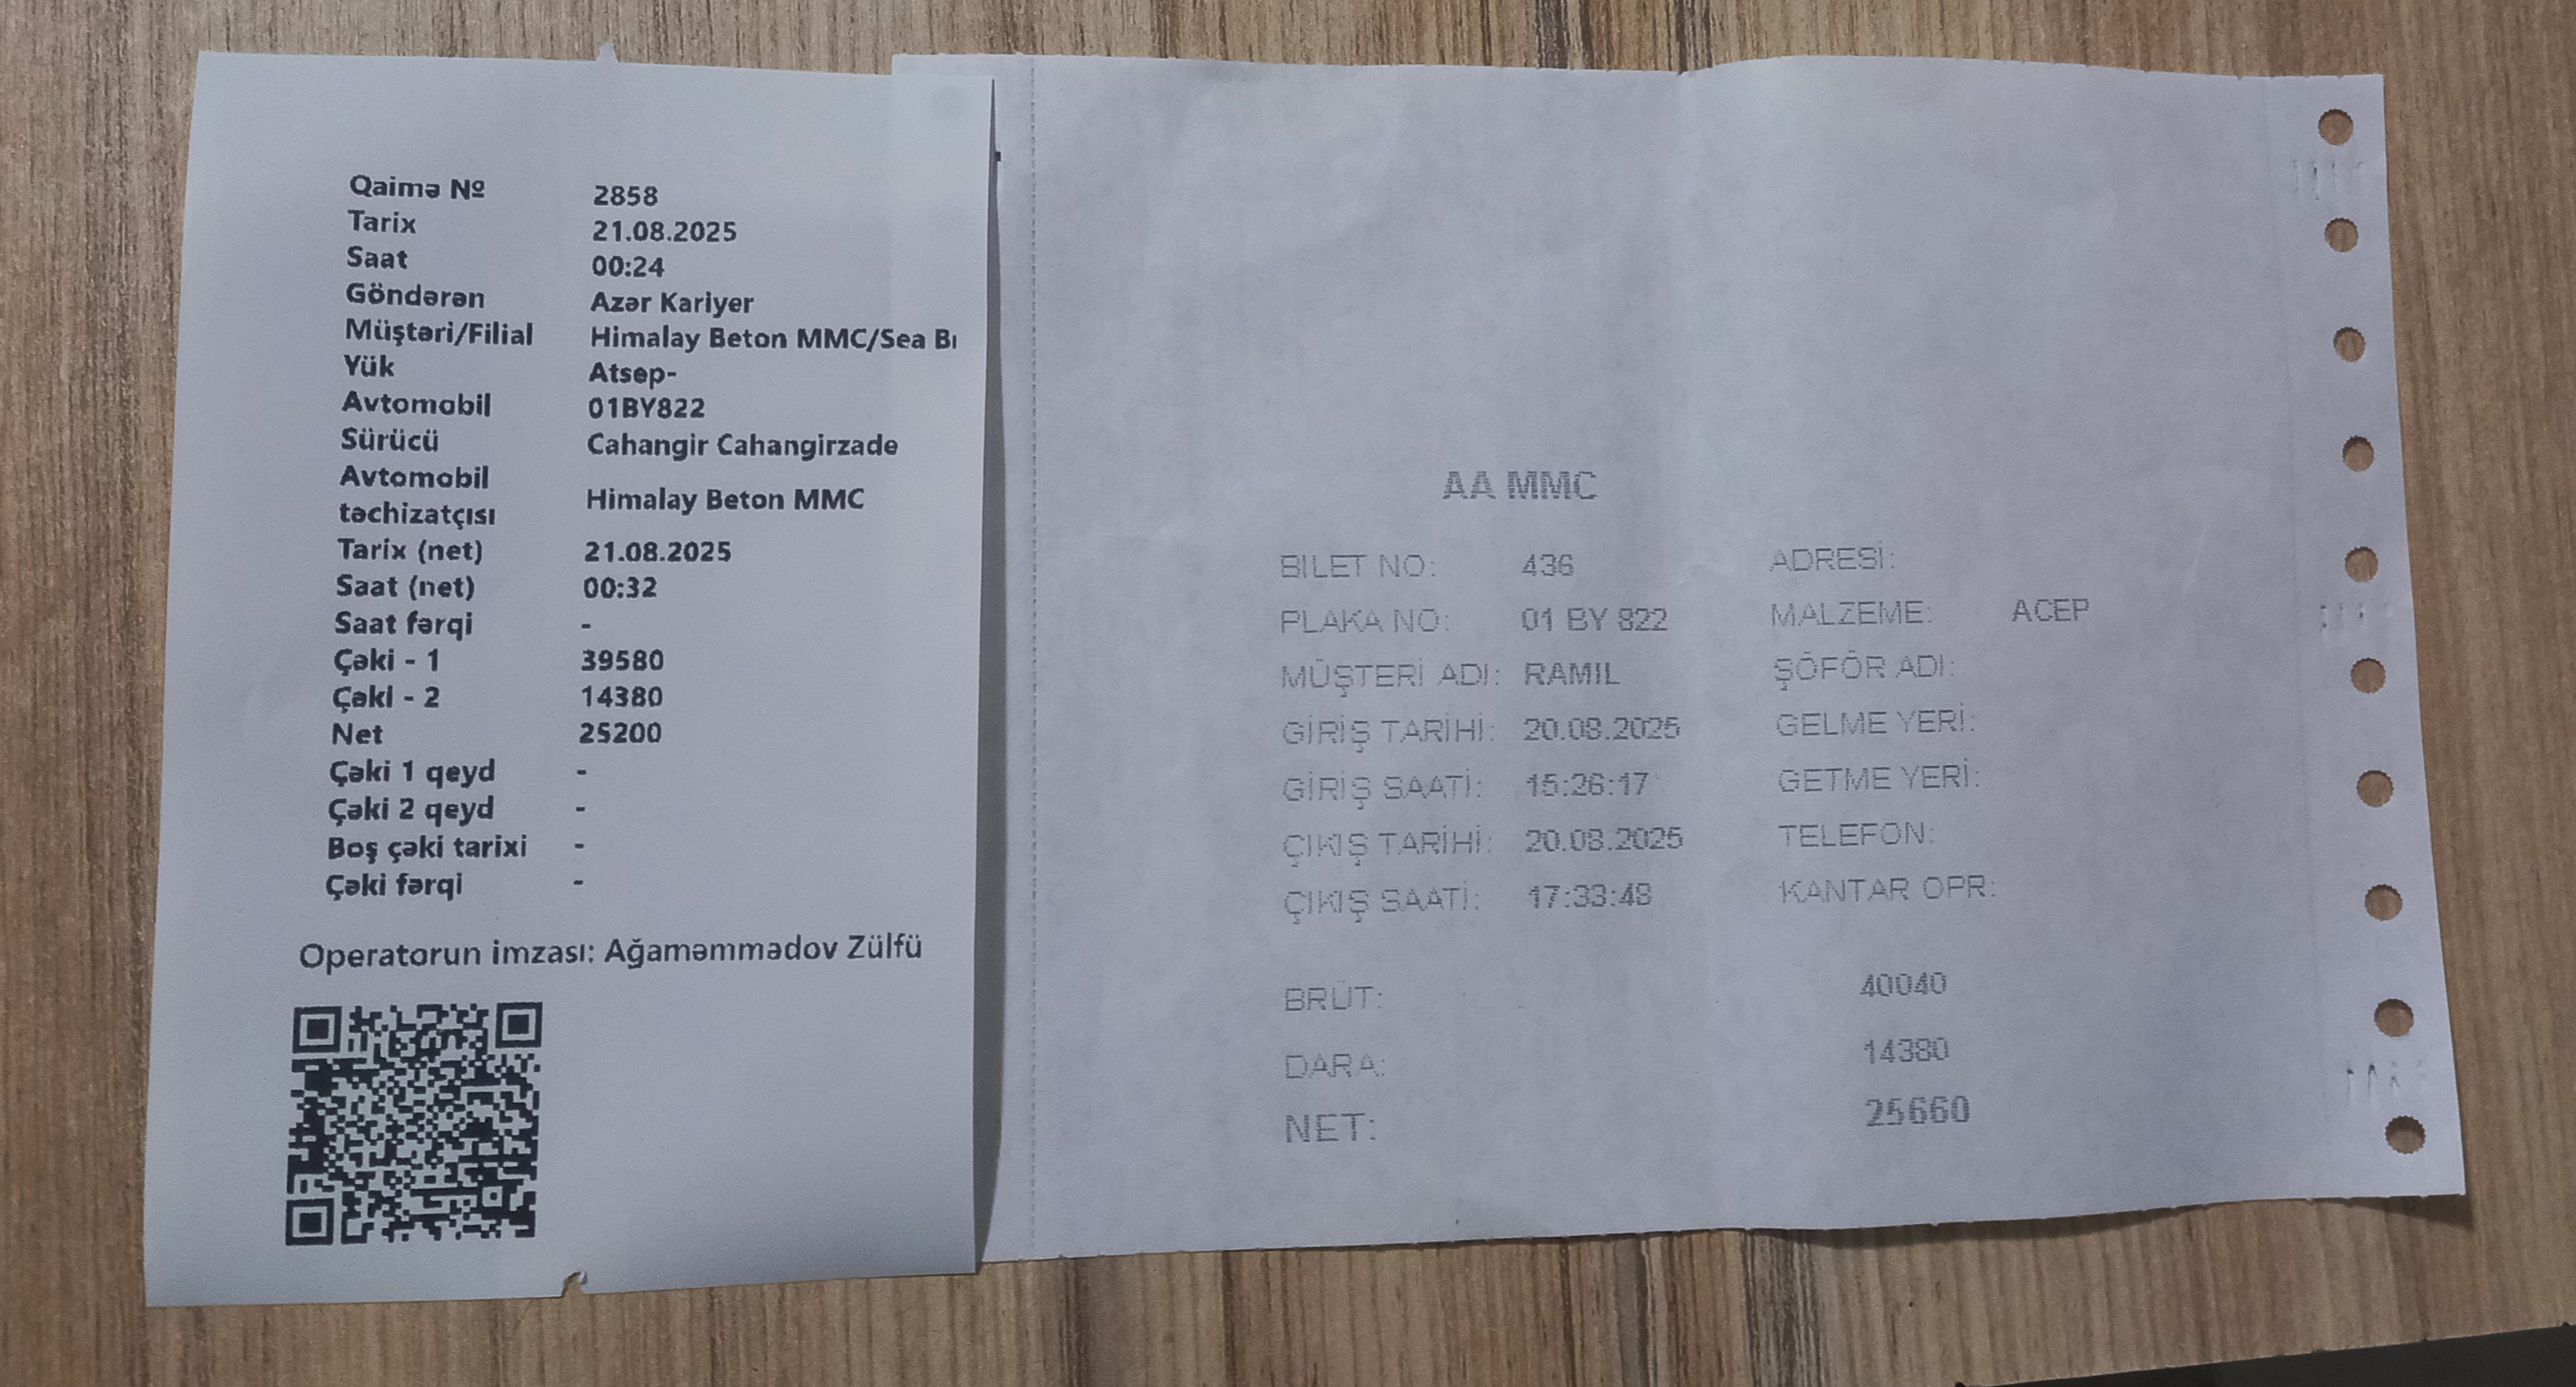 Qaimə № 2858
Tarix 21.08.2025
Saat 00:24
Göndərən Azər Kariyer
Müştəri/Filial Himalay Beton MMC/Sea
Yük Atsep-
Avtomobil 01BY822
Sürücü Cahangir Cahangirzade
Avtomobil
təchizatçısı Himalay Beton MMC
Tarix (net) 21.08.2025
Saat (net) 00:32
Saat fərqi -
Çəki - 1 39580
Çəki - 2 14380
Net 25200
Çəki 1 qeyd -
Çəki 2 qeyd -
Boş çəki tarixi -
Çəki fərqi -
Operatorun imzası: Ağaməmmədov Zülfü
AA MMC
BILET NO: 436 ADRESİ:
PLAKA NO: 01 BY 822 MALZEME: ACEP
MÜŞTERİ ADI: RAMIL ŞÖFÖR ADI:
GİRİŞ TARİHİ: 20.08.2025 GELME YERİ:
GİRİŞ SAATİ: 15:26:17 GETME YERİ:
ÇIKIŞ TARİHİ: 20.08.2025 TELEFON:
ÇIKIŞ SAATİ: 17:33:48 KANTAR OPR:
BRÜT: 40040
DARA: 14380
NET: 25660